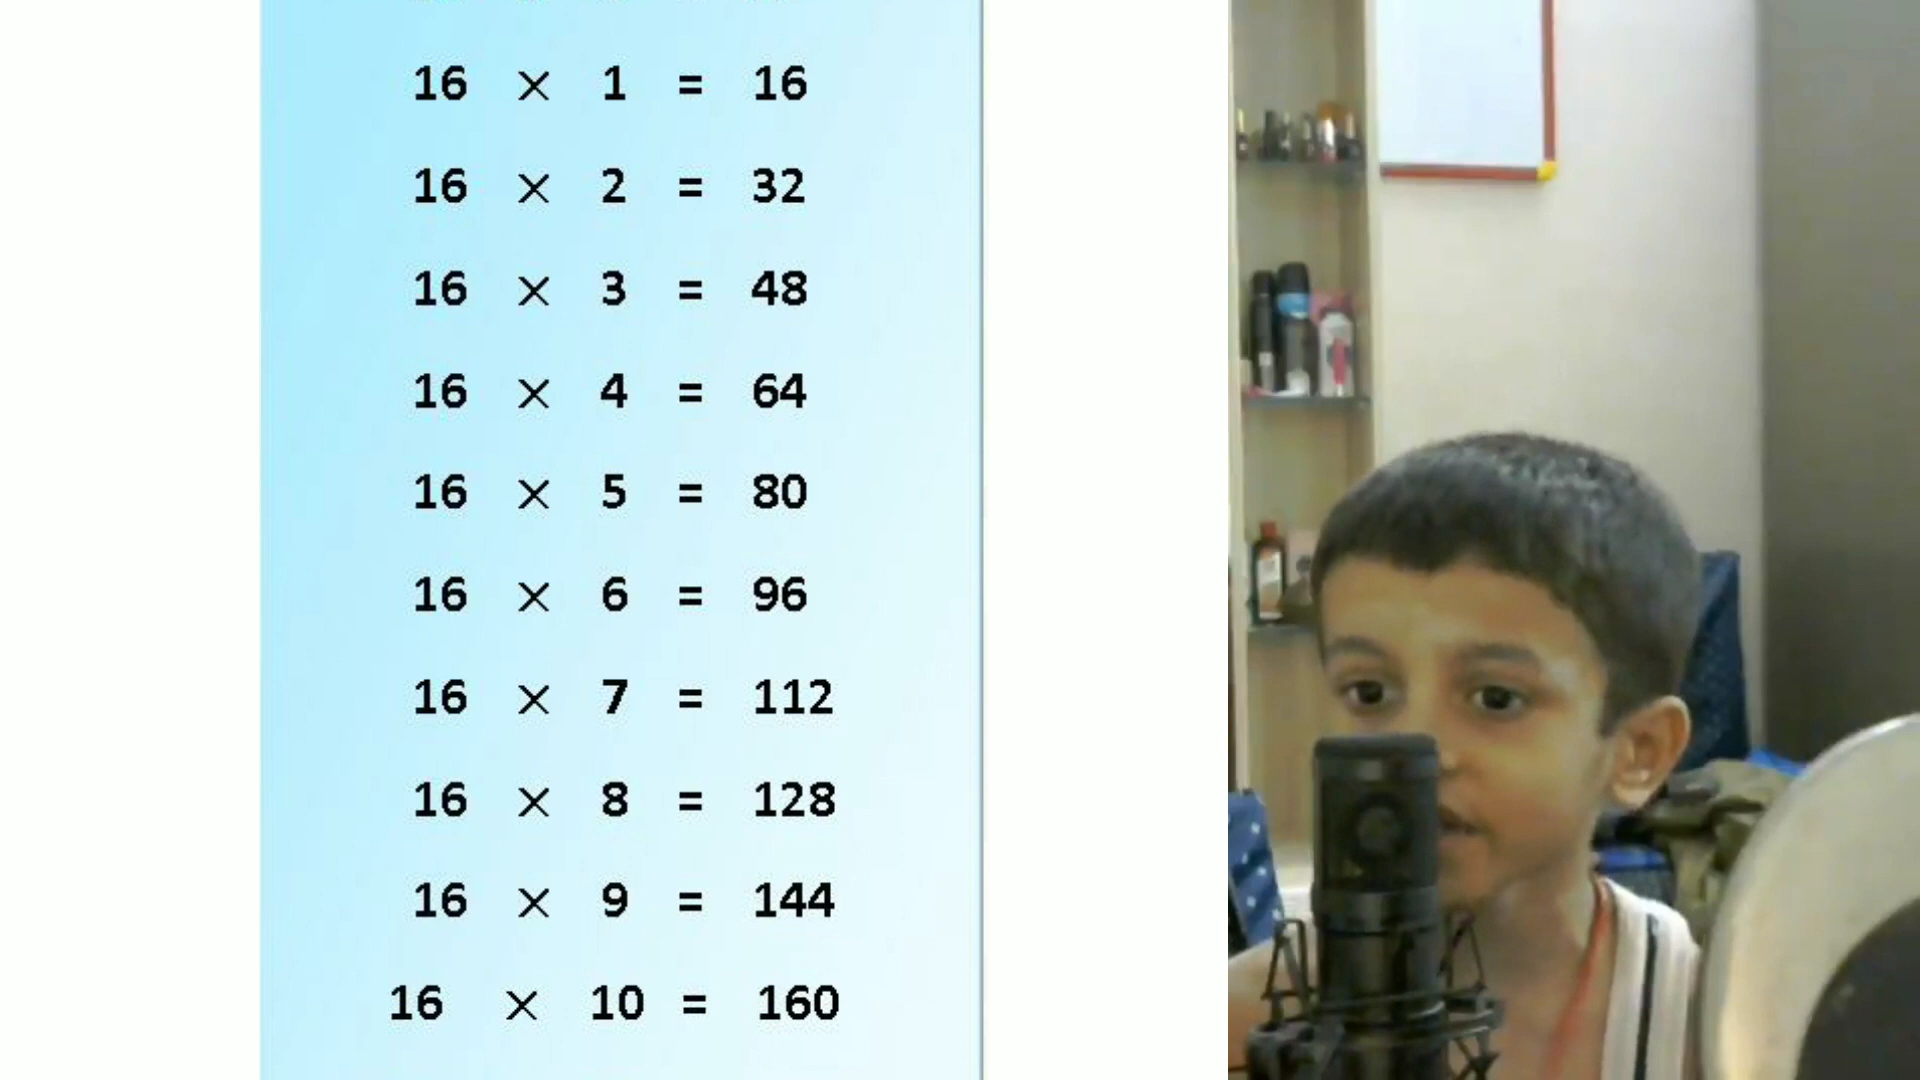 16 × 1 = 16
16 × 2 = 32
16 × 3 = 48
16 × 4 = 64
16 × 5 = 80
16 × 6 = 96
16 × 7 = 112
16 × 8 = 128
16 × 9 = 144
16 × 10 = 160